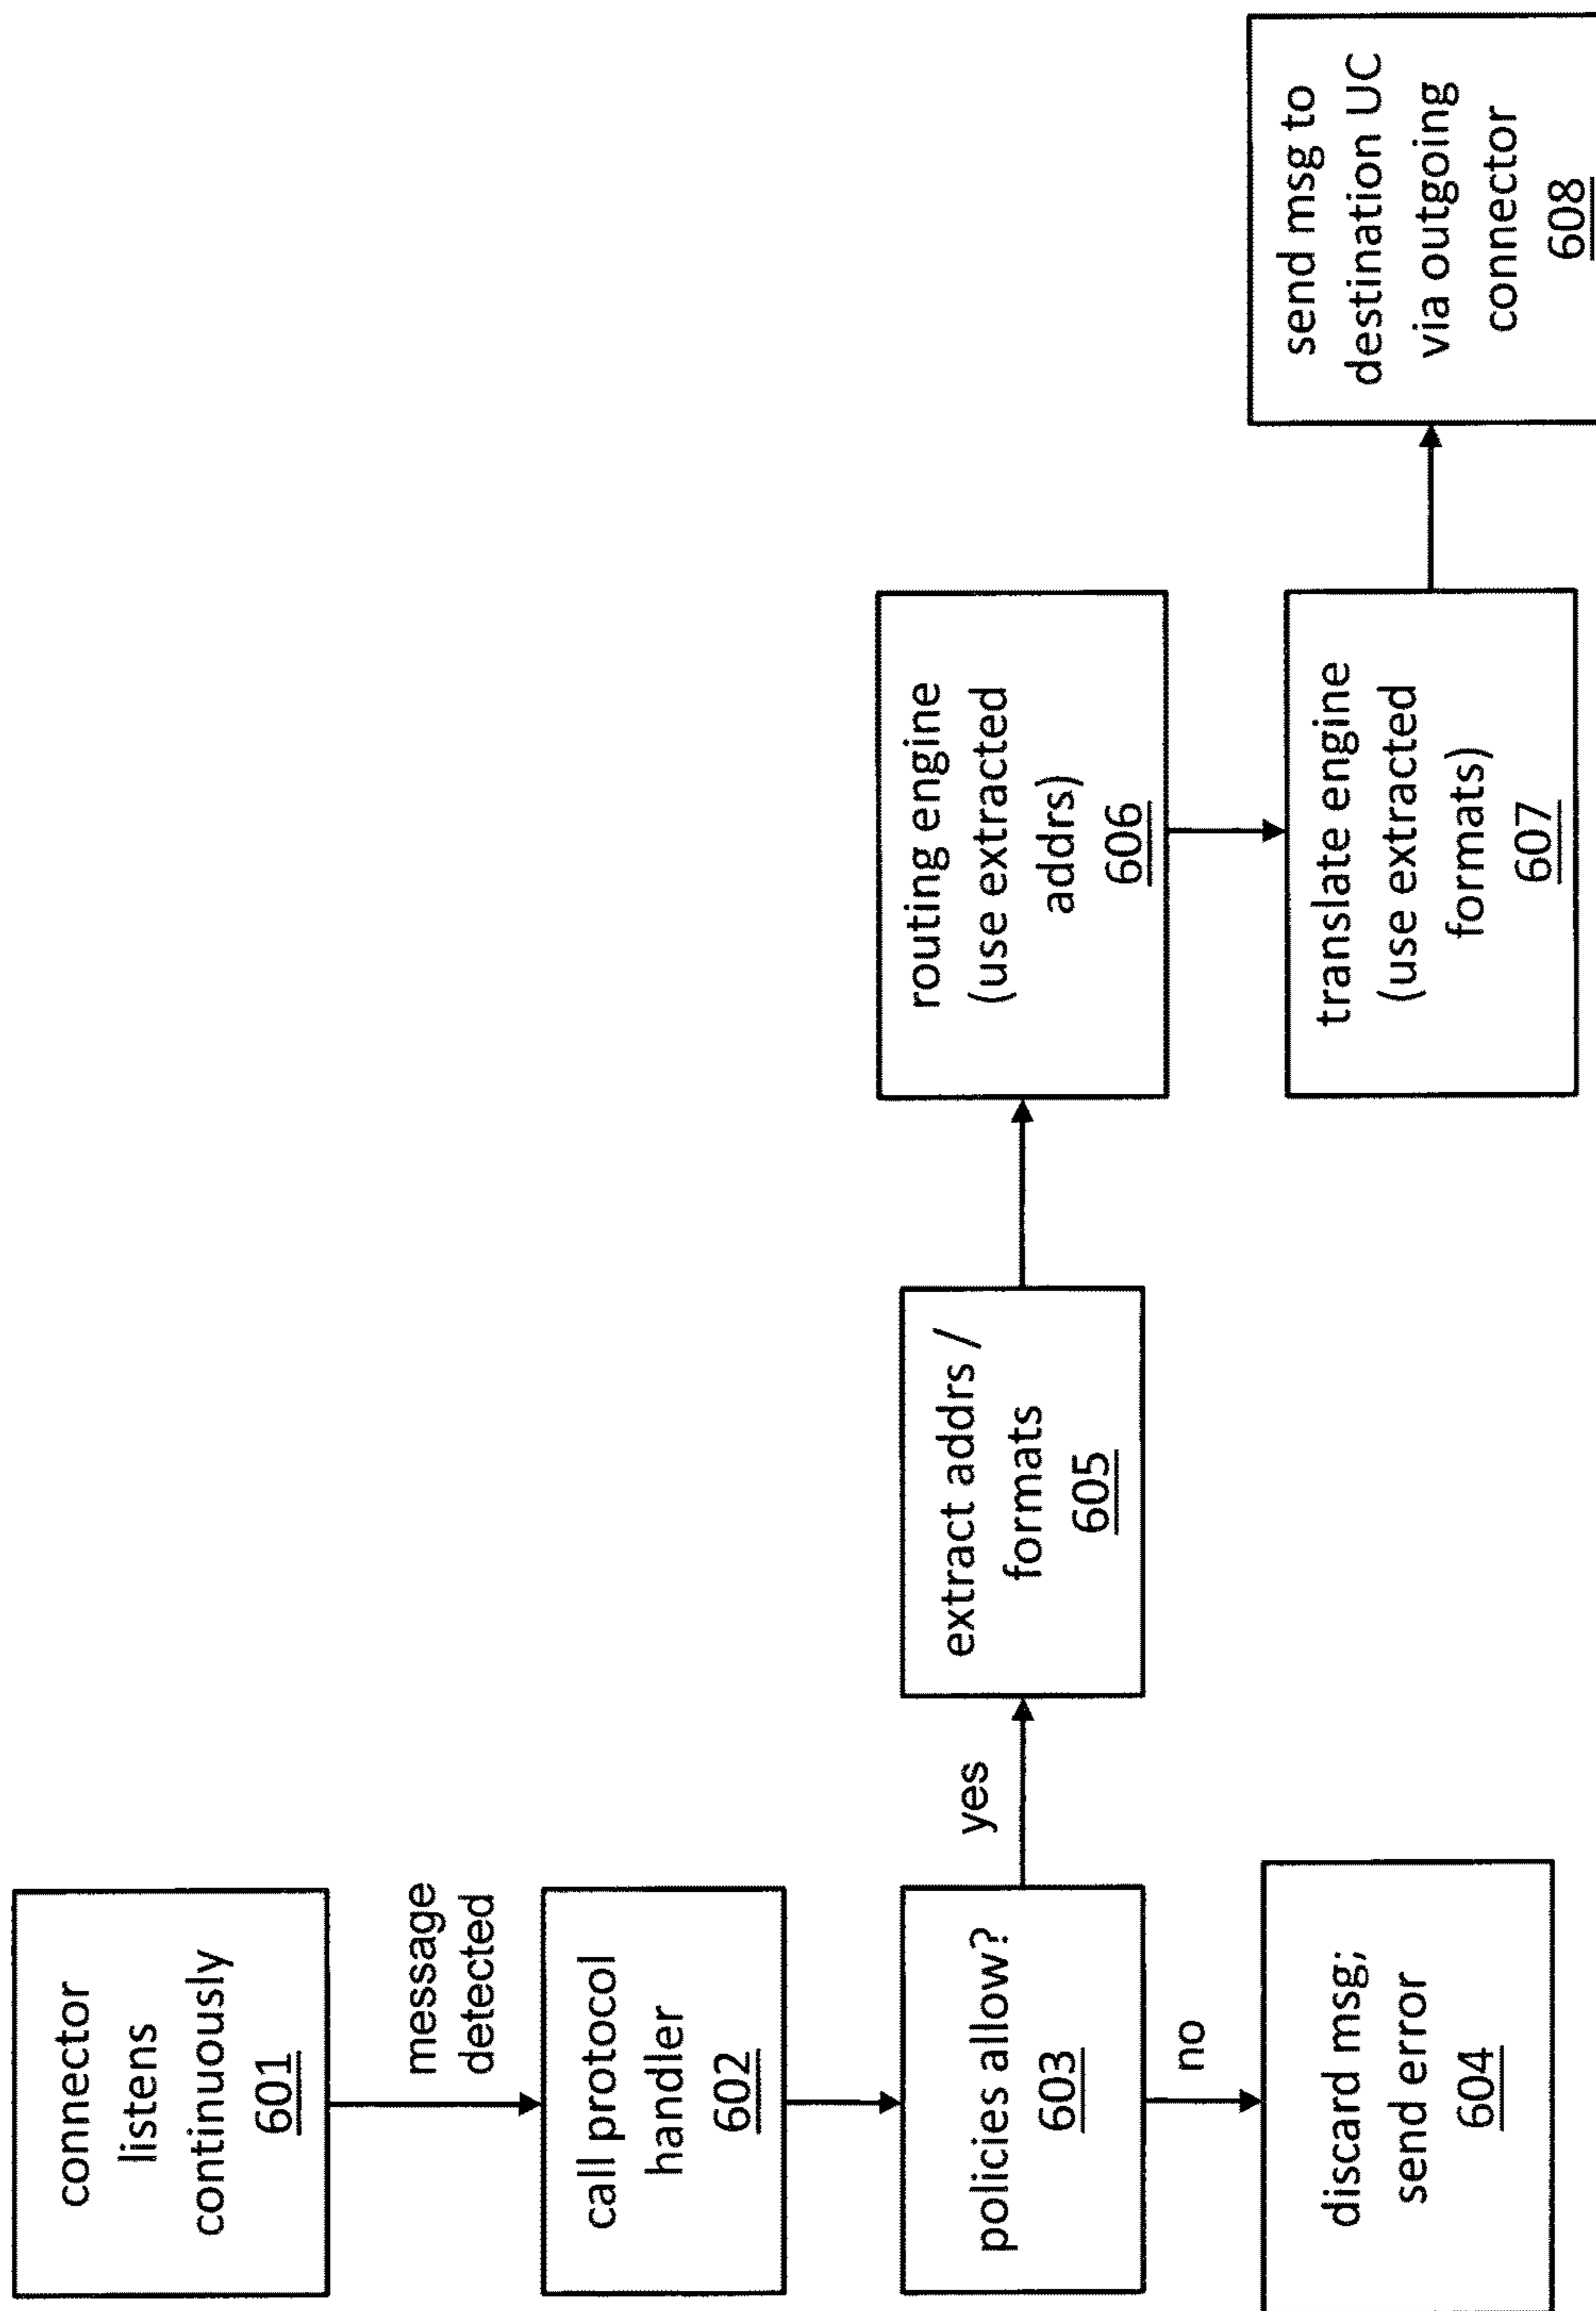 connector
listens
continuously
601
message
detected
call protocol
handler
602
policies allow?
603
no
discard msg;
send error
604
yes
extract addrs /
formats
605
routing engine
(use extracted
addrs)
606
translate engine
(use extracted
formats)
607
send msg to
destination UC
via outgoing
connector
608